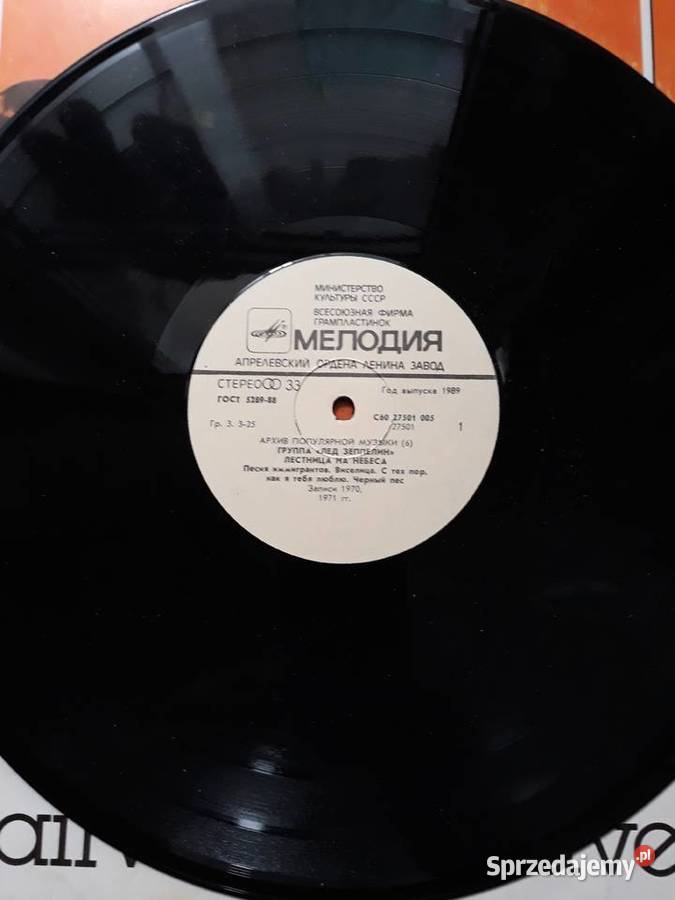 МИНИСТЕРСТВО
КУЛЬТУРЫ СССР
ВСЕСОЮЗНАЯ ФИРМА
ГРАМПЛАСТИНОК
МЕЛОДИЯ
АПРЕЛЕВСКИЙ ОРДЕНА ЛЕНИНА ЗАВОД
СТЕРЕО 33
Год выпуска 1989
ГОСТ 5289-88
С60 27501 005
Гр. 3. 3-25
27501
1
АРХИВ ПОПУЛЯРНОЙ МУЗЫКИ (6)
ГРУППА «ЛЕД ЗЕППЕЛИН»
ЛЕСТНИЦА НА НЕБЕСА
Песня иммигрантов. Виселица. С тех пор,
как я тебя люблю. Черный пес
Записи 1970,
1971 гг.
Sprzedajemy.pl